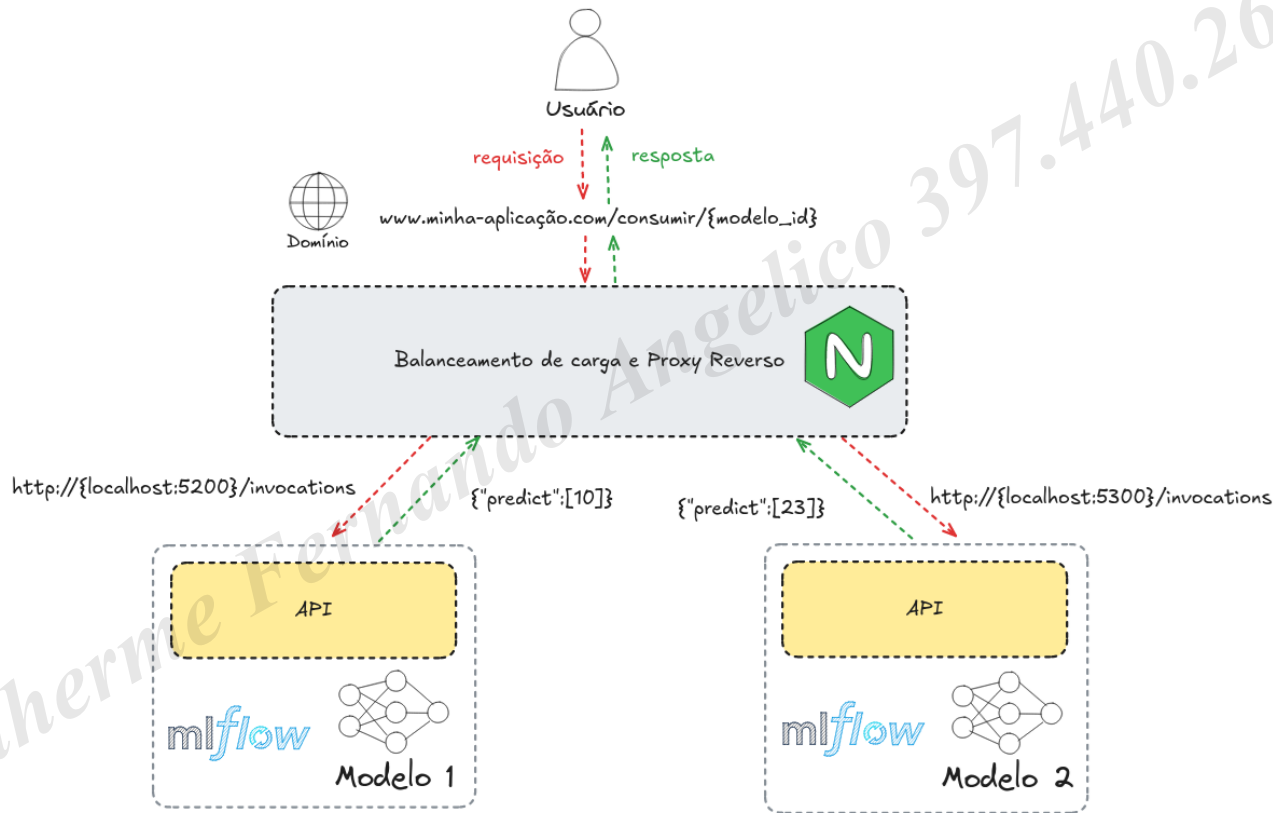 Usuário
requisição
resposta
www.minha-aplicação.com/consumir/{modelo_id}
Domínio
Balanceamento de carga e Proxy Reverso
N
http://{localhost:5200}/invocations
{"predict":[10]}
{"predict":[23]}
http://{localhost:5300}/invocations
API
API
mlflow
mlflow
Modelo 1
Modelo 2
lherme Fernando Angelico 397.440.26